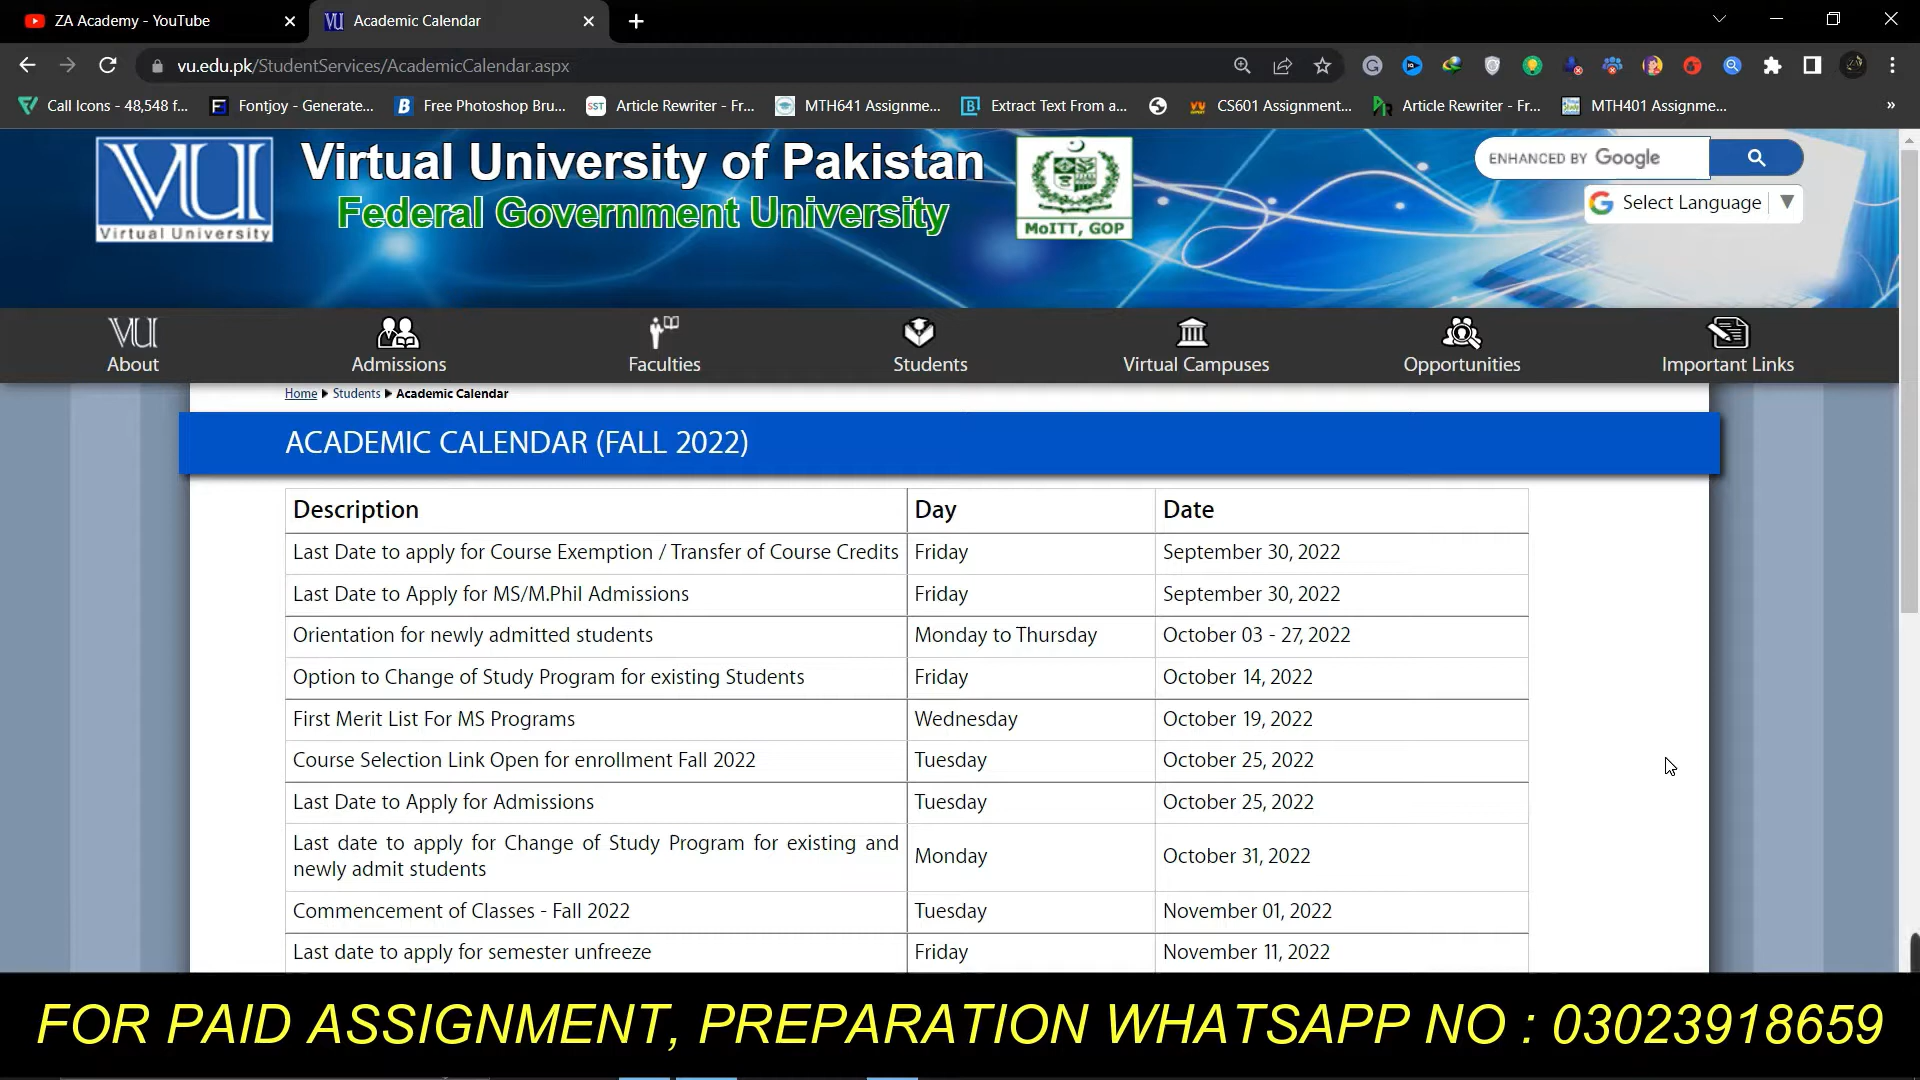 ZA Academy - YouTube
Academic Calendar
vu.edu.pk/StudentServices/AcademicCalendar.aspx
Call Icons - 48,548 f...
Fontjoy - Generate...
Free Photoshop Bru...
SST Article Rewriter - Fr...
MTH641 Assignme...
Extract Text From a...
CS601 Assignment...
Article Rewriter - Fr...
MTH401 Assignme...
»
VU
Virtual University
Virtual University of Pakistan
Federal Government University
MoITT, GOP
ENHANCED BY Google
Select Language ▼
VU
About
Admissions
Faculties
Students
Virtual Campuses
Opportunities
Important Links
Home ▶ Students ▶ Academic Calendar
ACADEMIC CALENDAR (FALL 2022)
Description Day Date
Last Date to apply for Course Exemption / Transfer of Course Credits Friday September 30, 2022
Last Date to Apply for MS/M.Phil Admissions Friday September 30, 2022
Orientation for newly admitted students Monday to Thursday October 03 - 27, 2022
Option to Change of Study Program for existing Students Friday October 14, 2022
First Merit List For MS Programs Wednesday October 19, 2022
Course Selection Link Open for enrollment Fall 2022 Tuesday October 25, 2022
Last Date to Apply for Admissions Tuesday October 25, 2022
Last date to apply for Change of Study Program for existing and
newly admit students Monday October 31, 2022
Commencement of Classes - Fall 2022 Tuesday November 01, 2022
Last date to apply for semester unfreeze Friday November 11, 2022
FOR PAID ASSIGNMENT, PREPARATION WHATSAPP NO : 03023918659